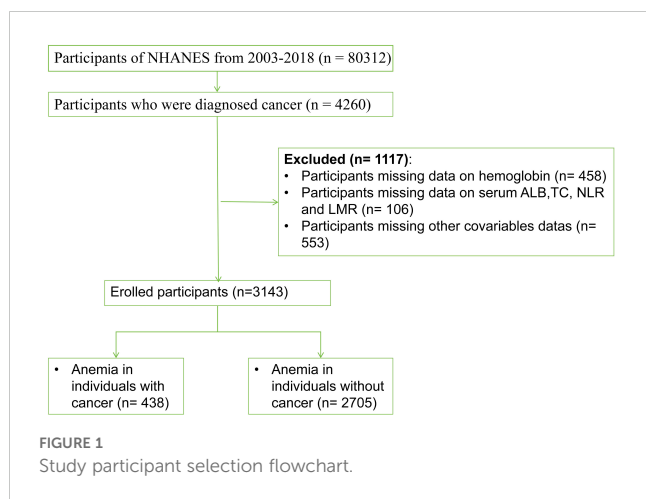 Participants of NHANES from 2003-2018 (n = 80312)
Participants who were diagnosed cancer (n = 4260)
Excluded (n= 1117):
• Participants missing data on hemoglobin (n= 458)
• Participants missing data on serum ALB,TC, NLR
and LMR (n= 106)
• Participants missing other covariables datas (n=
553)
Erolled participants (n=3143)
• Anemia in
individuals with
cancer (n= 438)
• Anemia in
individuals without
cancer (n= 2705)
FIGURE 1
Study participant selection flowchart.